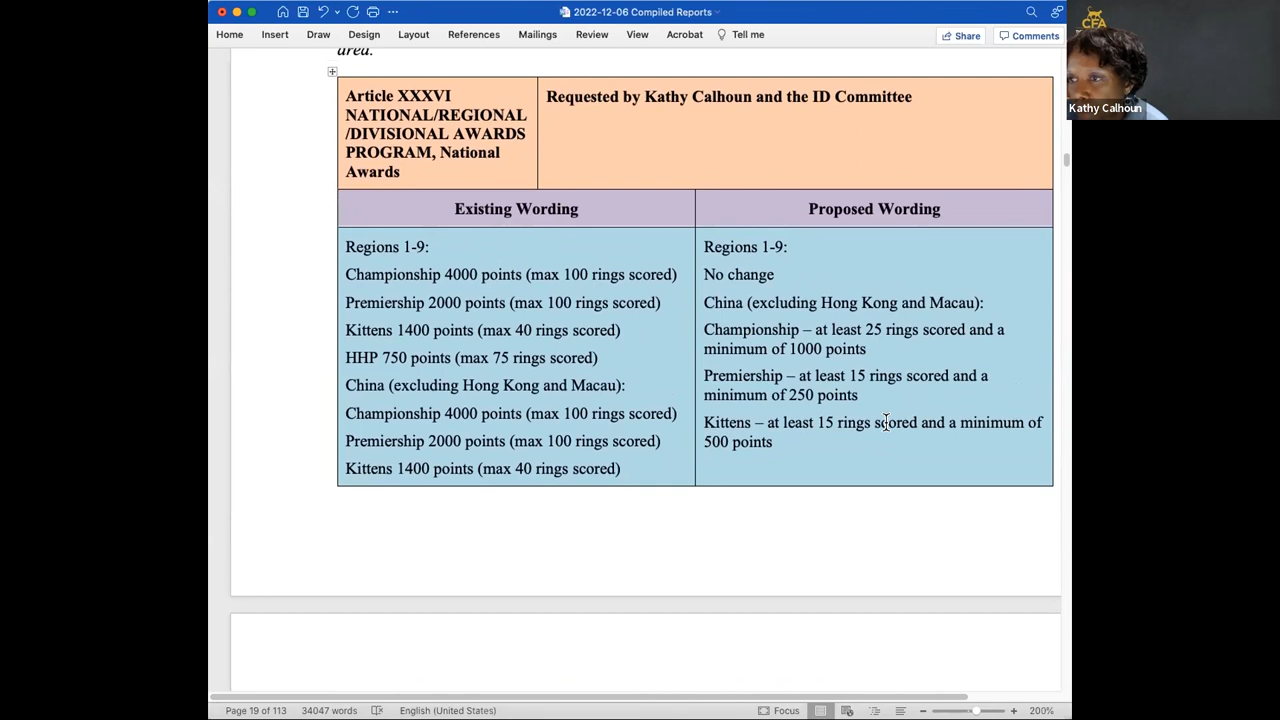 2022-12-06 Compiled Reports
Home Insert Draw Design Layout References Mailings Review View Acrobat Tell me
Share Comments
area.
Article XXXVI
NATIONAL/REGIONAL
/DIVISIONAL AWARDS
PROGRAM, National
Awards
Requested by Kathy Calhoun and the ID Committee
Existing Wording
Regions 1-9:
Championship 4000 points (max 100 rings scored)
Premiership 2000 points (max 100 rings scored)
Kittens 1400 points (max 40 rings scored)
HHP 750 points (max 75 rings scored)
China (excluding Hong Kong and Macau):
Championship 4000 points (max 100 rings scored)
Premiership 2000 points (max 100 rings scored)
Kittens 1400 points (max 40 rings scored)
Proposed Wording
Regions 1-9:
No change
China (excluding Hong Kong and Macau):
Championship – at least 25 rings scored and a
minimum of 1000 points
Premiership – at least 15 rings scored and a
minimum of 250 points
Kittens – at least 15 rings scored and a minimum of
500 points
CFA
Kathy Calhoun
Page 19 of 113 34047 words English (United States) Focus 200%